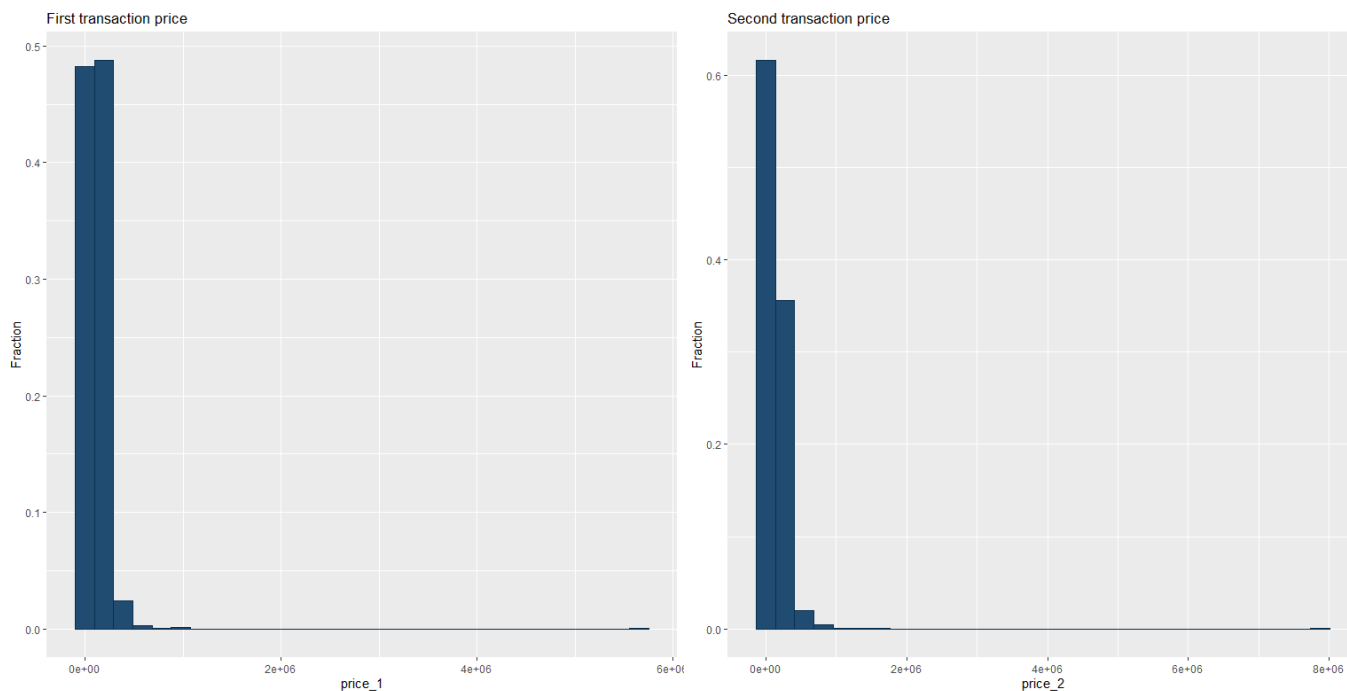 First transaction price
0.5
0.4
0.3
0.2
0.1
0.0
Fraction
0e+00
2e+06
4e+06
6e+0
price_1
Second transaction price
0.6
0.4
0.2
0.0
Fraction
0e+00
2e+06
4e+06
6e+06
8e+06
price_2